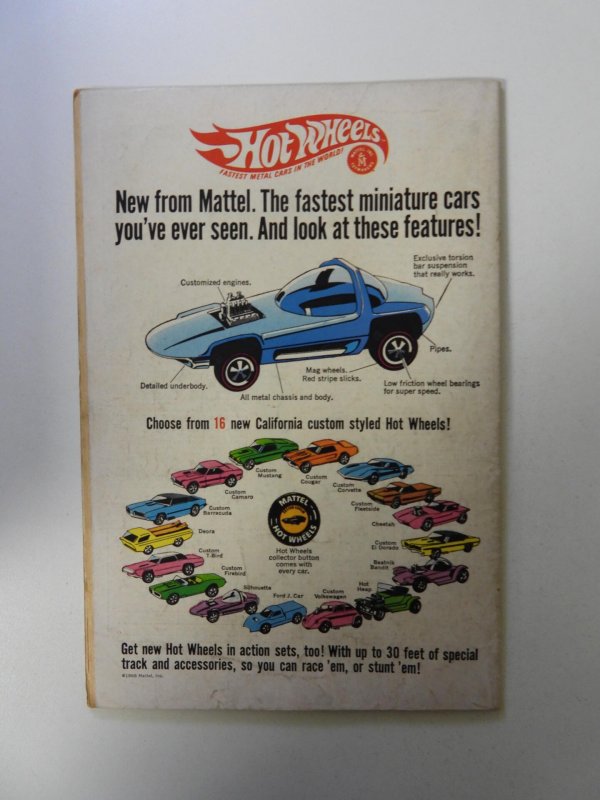 HOT WHEELS
FASTEST METAL CARS IN THE WORLD!
New from Mattel. The fastest miniature cars
you've ever seen. And look at these features!
Exclusive torsion
bar suspension
that really works.
Customized engines.
Pipes.
Mag wheels.
Red stripe slicks.
Detailed underbody.
Low friction wheel bearings
for super speed.
All metal chassis and body.
Choose from 16 new California custom styled Hot Wheels!
Custom
Mustang
Custom
Cougar
Custom
Camaro
Custom
Corvette
Custom
Barracuda
Custom
Fleetside
Deora
Cheetah
Custom
T-Bird
Custom
El Dorado
Custom
Firebird
Beatnik
Bandit
Silhouette
Ford J. Car
Custom
Volkswagen
Hot
Heap
MATTEL
HOT WHEELS
Hot Wheels
collector button
comes with
every car.
Get new Hot Wheels in action sets, too! With up to 30 feet of special
track and accessories, so you can race 'em, or stunt 'em!
©1968 Mattel, Inc.